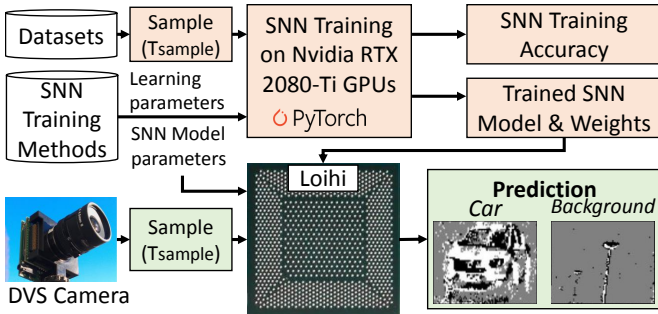 Datasets
Sample
(Tsample)
SNN Training
on Nvidia RTX
2080-Ti GPUs
PyTorch
SNN Training
Accuracy
SNN
Training
Methods
Learning
parameters
SNN Model
parameters
Trained SNN
Model & Weights
Loihi
DVS Camera
Sample
(Tsample)
Prediction
Car
Background